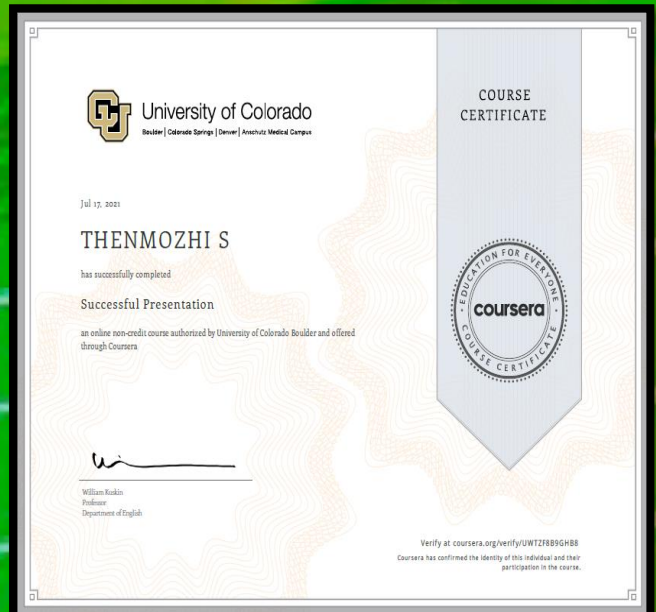 CU
University of Colorado
Boulder | Colorado Springs | Denver | Anschutz Medical Campus
Jul 17, 2021
THENMOZHI S
has successfully completed
Successful Presentation
an online non-credit course authorized by University of Colorado Boulder and offered
through Coursera
William Kuskin
Professor
Department of English
COURSE
CERTIFICATE
EDUCATION FOR EVERYONE
coursera
COURSE CERTIFICATE
Verify at coursera.org/verify/UWTZF8B9GHB8
Coursera has confirmed the identity of this individual and their
participation in the course.